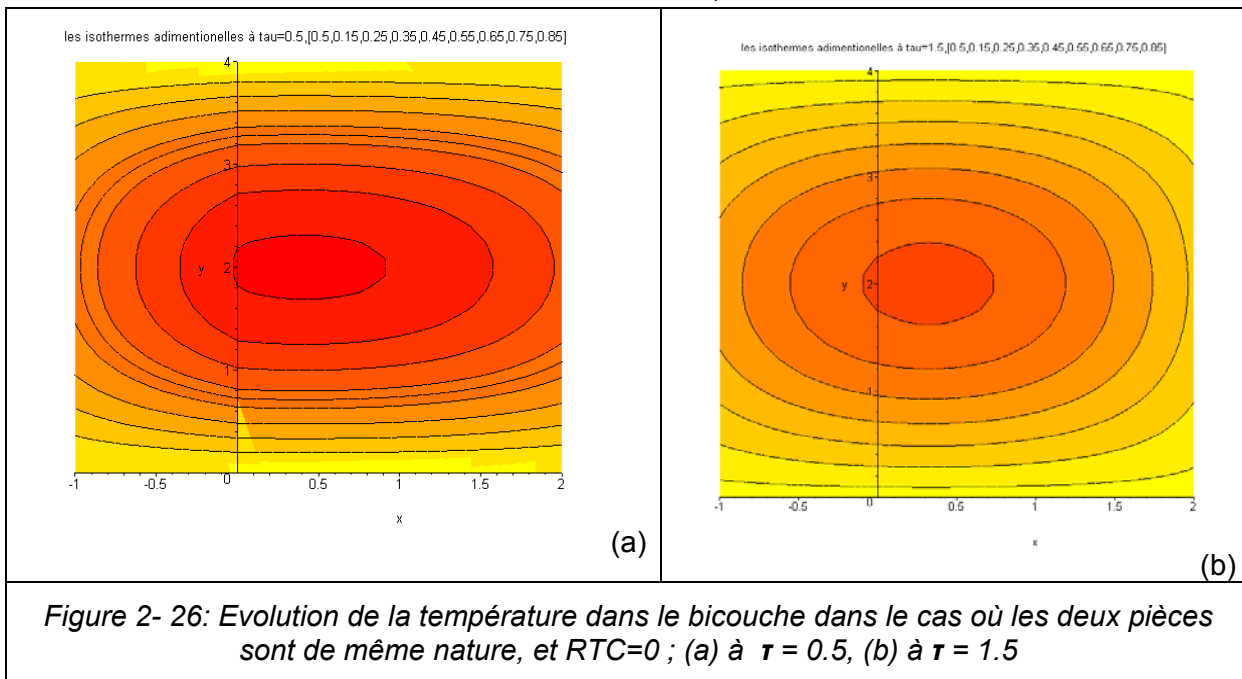 les isothermes adimentionelles à tau=0.5,[0.5,0.15,0.25,0.35,0.45,0.55,0.65,0.75,0.85]
4
3
y
2
1
-1
-0.5
0
0.5
1
1.5
2
x
(a)
les isothermes adimentionelles à tau=1.5,[0.5,0.15,0.25,0.35,0.45,0.55,0.65,0.75,0.85]
4
3
y
2
1
-1
-0.5
0
0.5
1
1.5
2
x
(b)
Figure 2- 26: Evolution de la température dans le bicouche dans le cas où les deux pièces
sont de même nature, et RTC=0 ; (a) à τ = 0.5, (b) à τ = 1.5